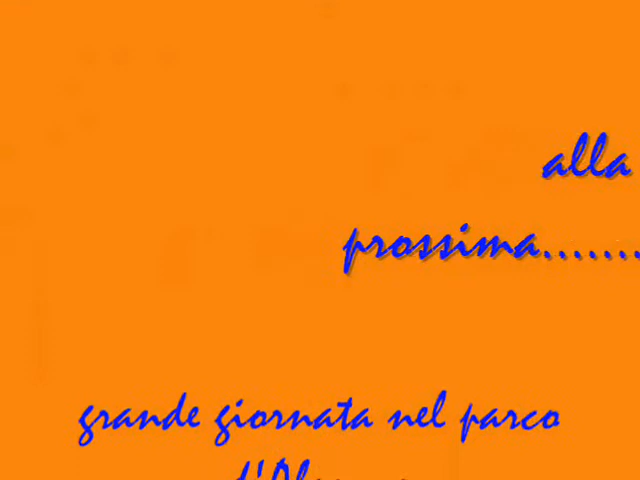 alla
prossima.......
grande giornata nel parco